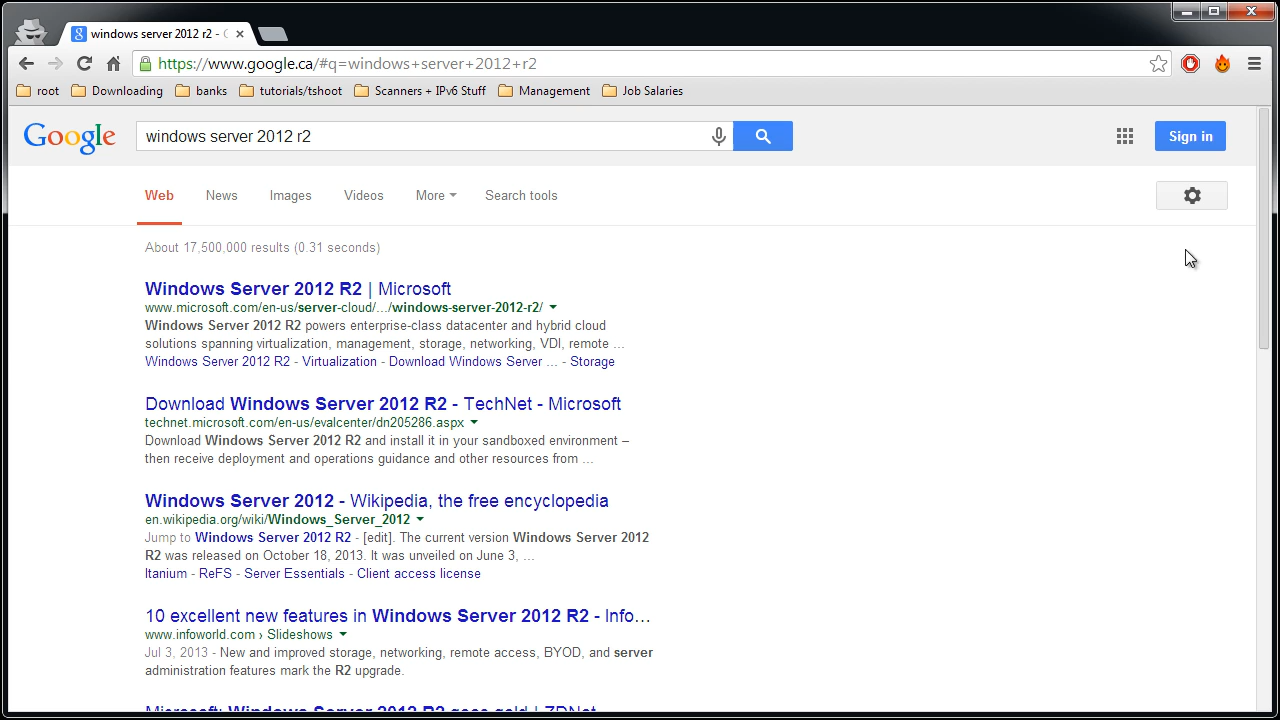 windows server 2012 r2 -
https://www.google.ca/#q=windows+server+2012+r2
root Downloading banks tutorials/tshoot Scanners + IPv6 Stuff Management Job Salaries
Google windows server 2012 r2 Sign in
Web News Images Videos More Search tools
About 17,500,000 results (0.31 seconds)
Windows Server 2012 R2 | Microsoft
www.microsoft.com/en-us/server-cloud/.../windows-server-2012-r2/
Windows Server 2012 R2 powers enterprise-class datacenter and hybrid cloud
solutions spanning virtualization, management, storage, networking, VDI, remote ...
Windows Server 2012 R2 - Virtualization - Download Windows Server ... - Storage
Download Windows Server 2012 R2 - TechNet - Microsoft
technet.microsoft.com/en-us/evalcenter/dn205286.aspx
Download Windows Server 2012 R2 and install it in your sandboxed environment –
then receive deployment and operations guidance and other resources from ...
Windows Server 2012 - Wikipedia, the free encyclopedia
en.wikipedia.org/wiki/Windows_Server_2012
Jump to Windows Server 2012 R2 - [edit]. The current version Windows Server 2012
R2 was released on October 18, 2013. It was unveiled on June 3, ...
Itanium - ReFS - Server Essentials - Client access license
10 excellent new features in Windows Server 2012 R2 - Info...
www.infoworld.com › Slideshows
Jul 3, 2013 - New and improved storage, networking, remote access, BYOD, and server
administration features mark the R2 upgrade.
Microsoft: Windows Server 2012 R2 goes gold | ZDNet